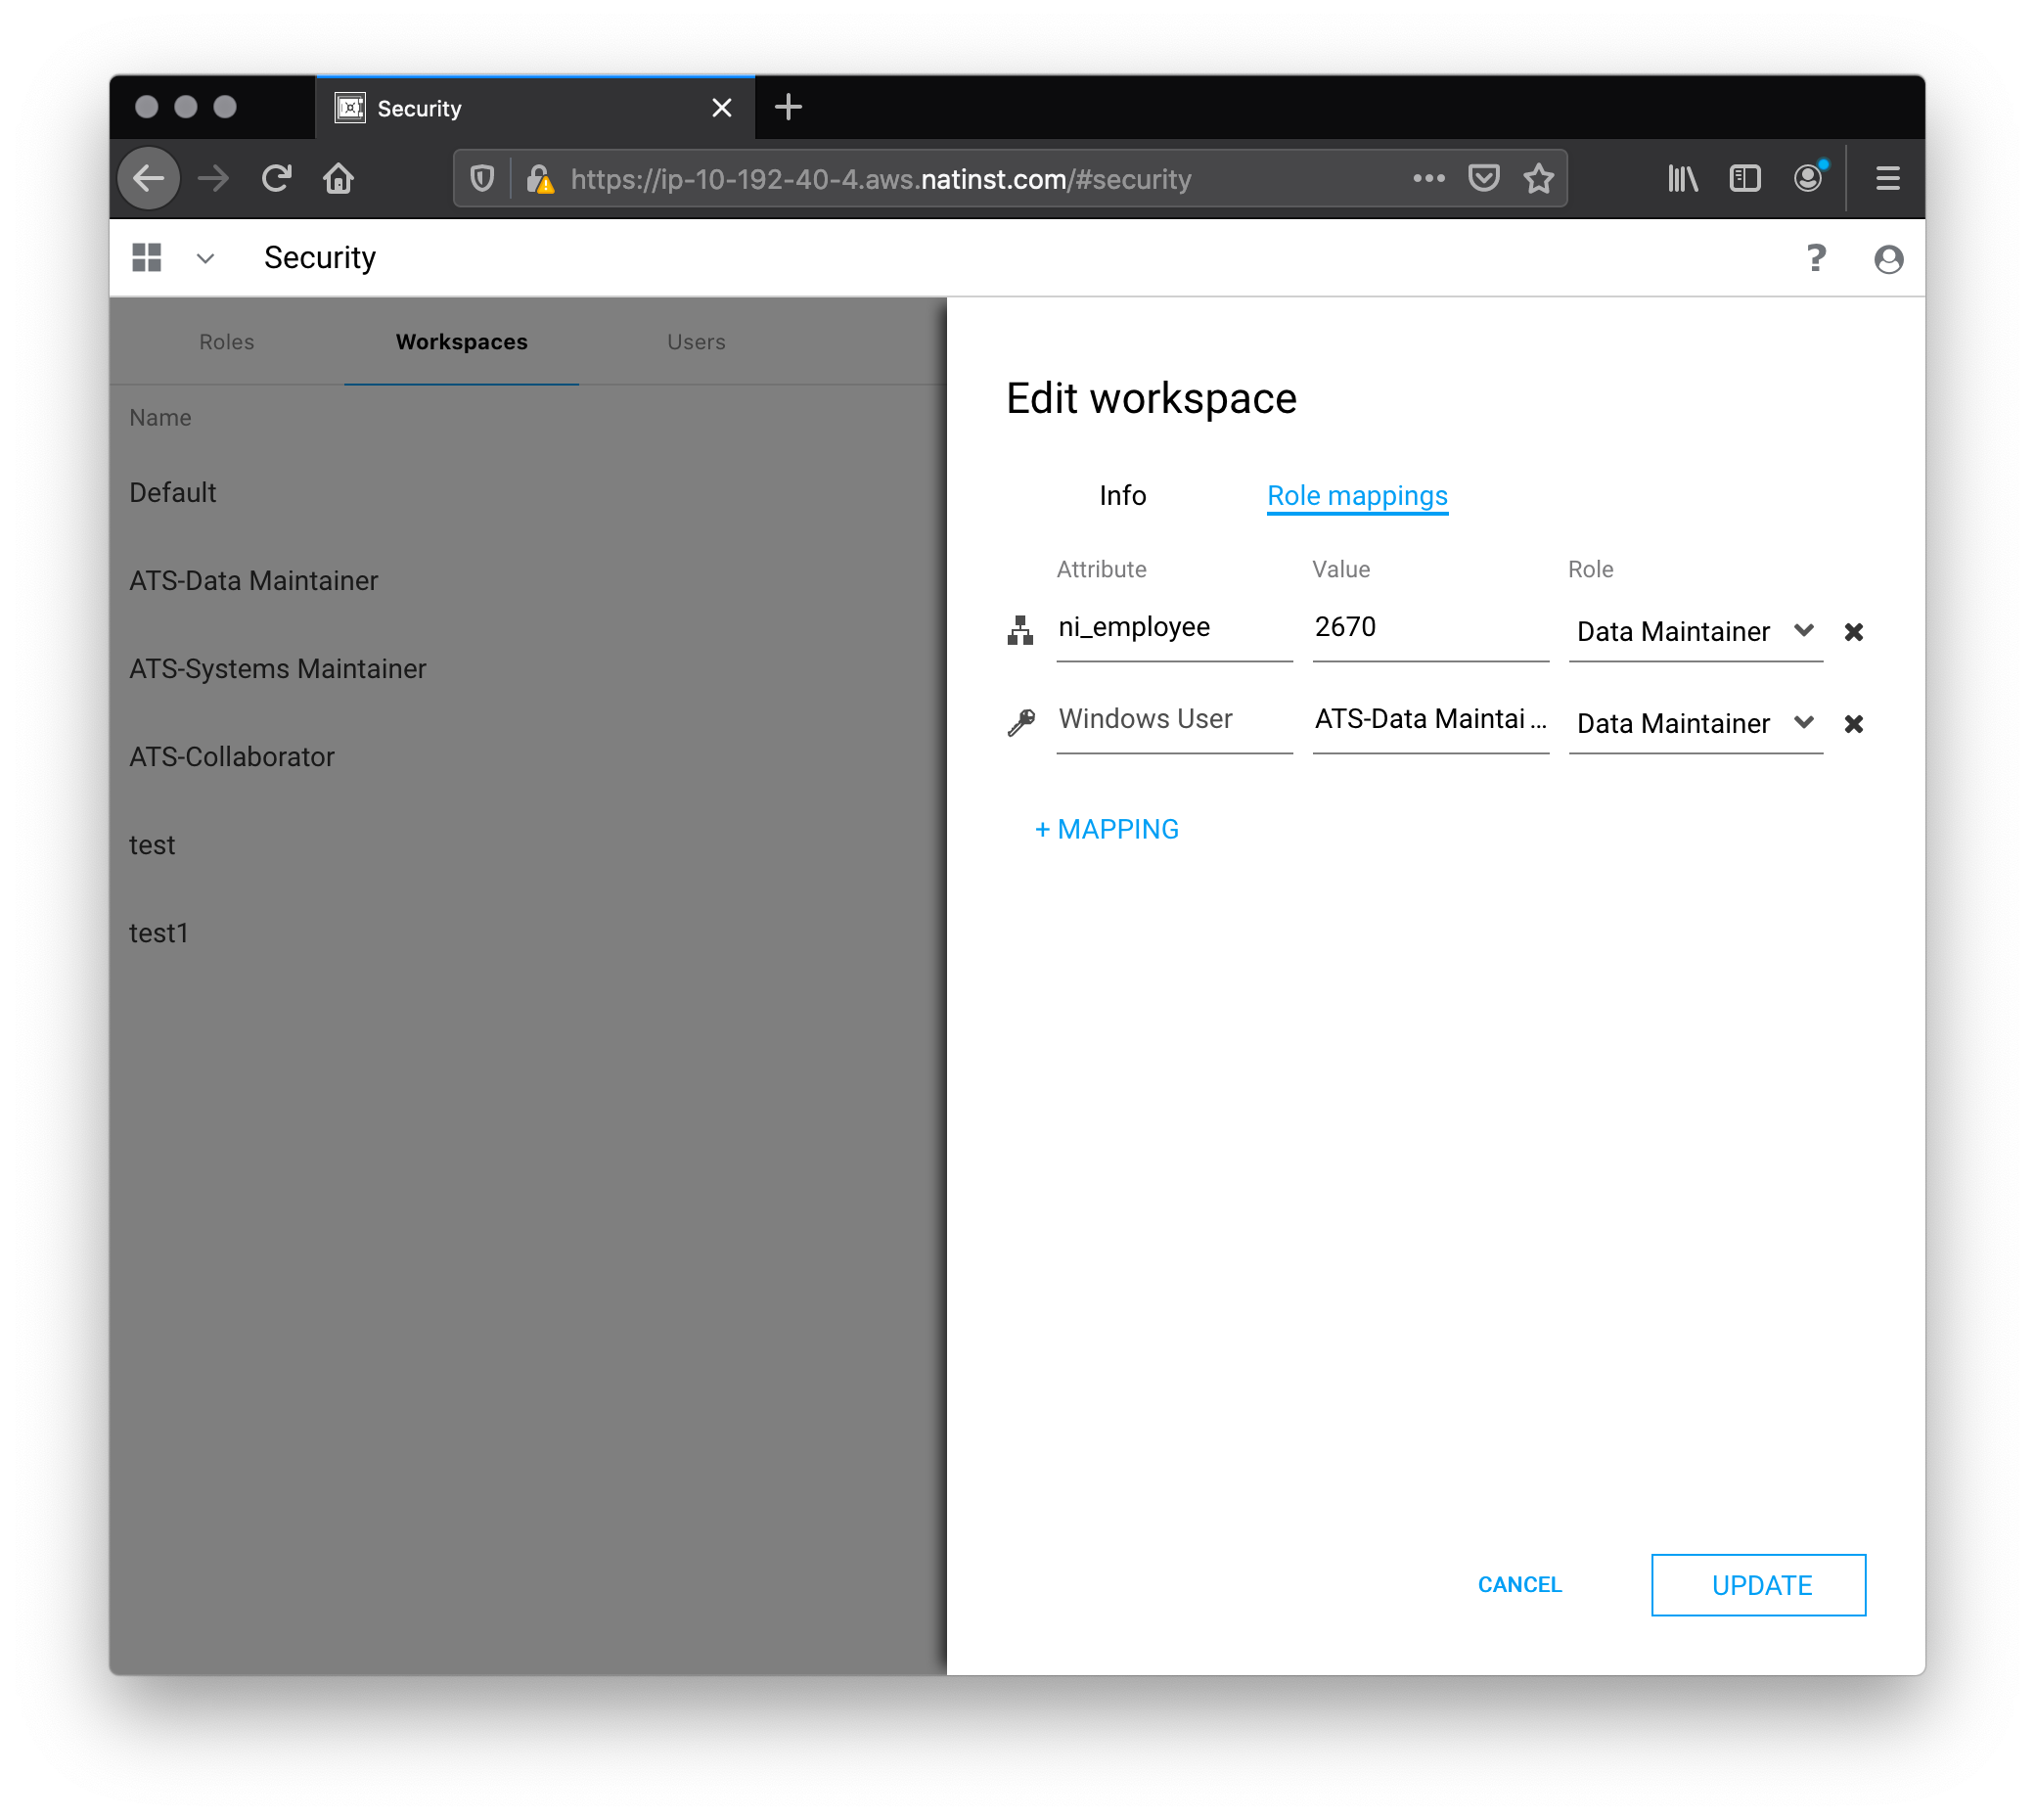 Security
https://ip-10-192-40-4.aws.natinst.com/#security
Security
?
Roles Workspaces Users
Name
Default
ATS-Data Maintainer
ATS-Systems Maintainer
ATS-Collaborator
test
test1
Edit workspace
Info Role mappings
Attribute Value Role
ni_employee 2670 Data Maintainer
Windows User ATS-Data Maintai... Data Maintainer
+ MAPPING
CANCEL UPDATE